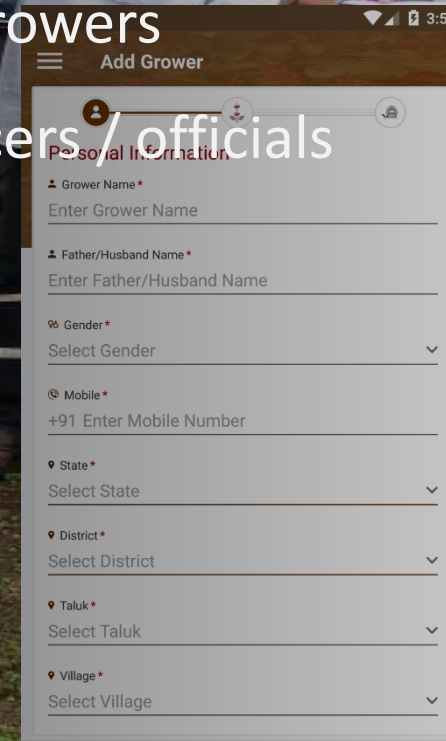 rowers
3:5
Add Grower
cers / officials
Personal Information
Grower Name*
Enter Grower Name
Father/Husband Name*
Enter Father/Husband Name
Gender*
Select Gender
Mobile*
+91 Enter Mobile Number
State*
Select State
District*
Select District
Taluk*
Select Taluk
Village*
Select Village